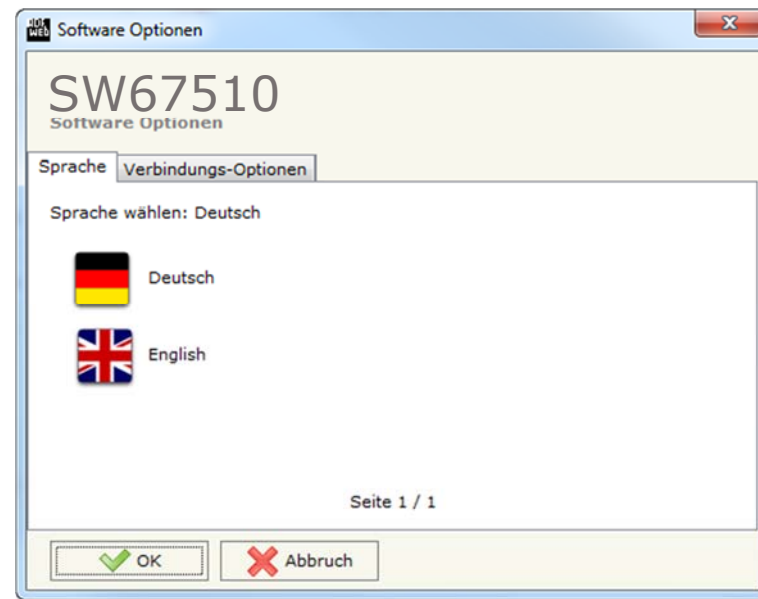 Software Optionen
SW67510
Software Optionen
Sprache
Verbindungs-Optionen
Sprache wählen: Deutsch
Deutsch
English
Seite 1 / 1
OK
Abbruch